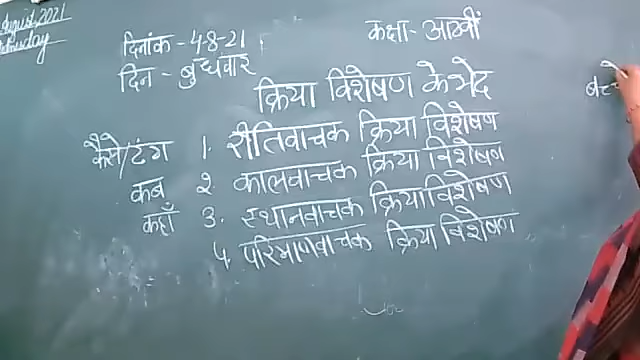 August, 2021
दिनांक - 4-8-21
कक्षा - आठवीं
दिन - बुधवार
क्रिया विशेषण के भेद
कैसे/ढंग 1. रीतिवाचक क्रिया विशेषण
कब 2. कालवाचक क्रिया विशेषण
कहाँ 3. स्थानवाचक क्रिया विशेषण
4. परिमाणवाचक क्रिया विशेषण